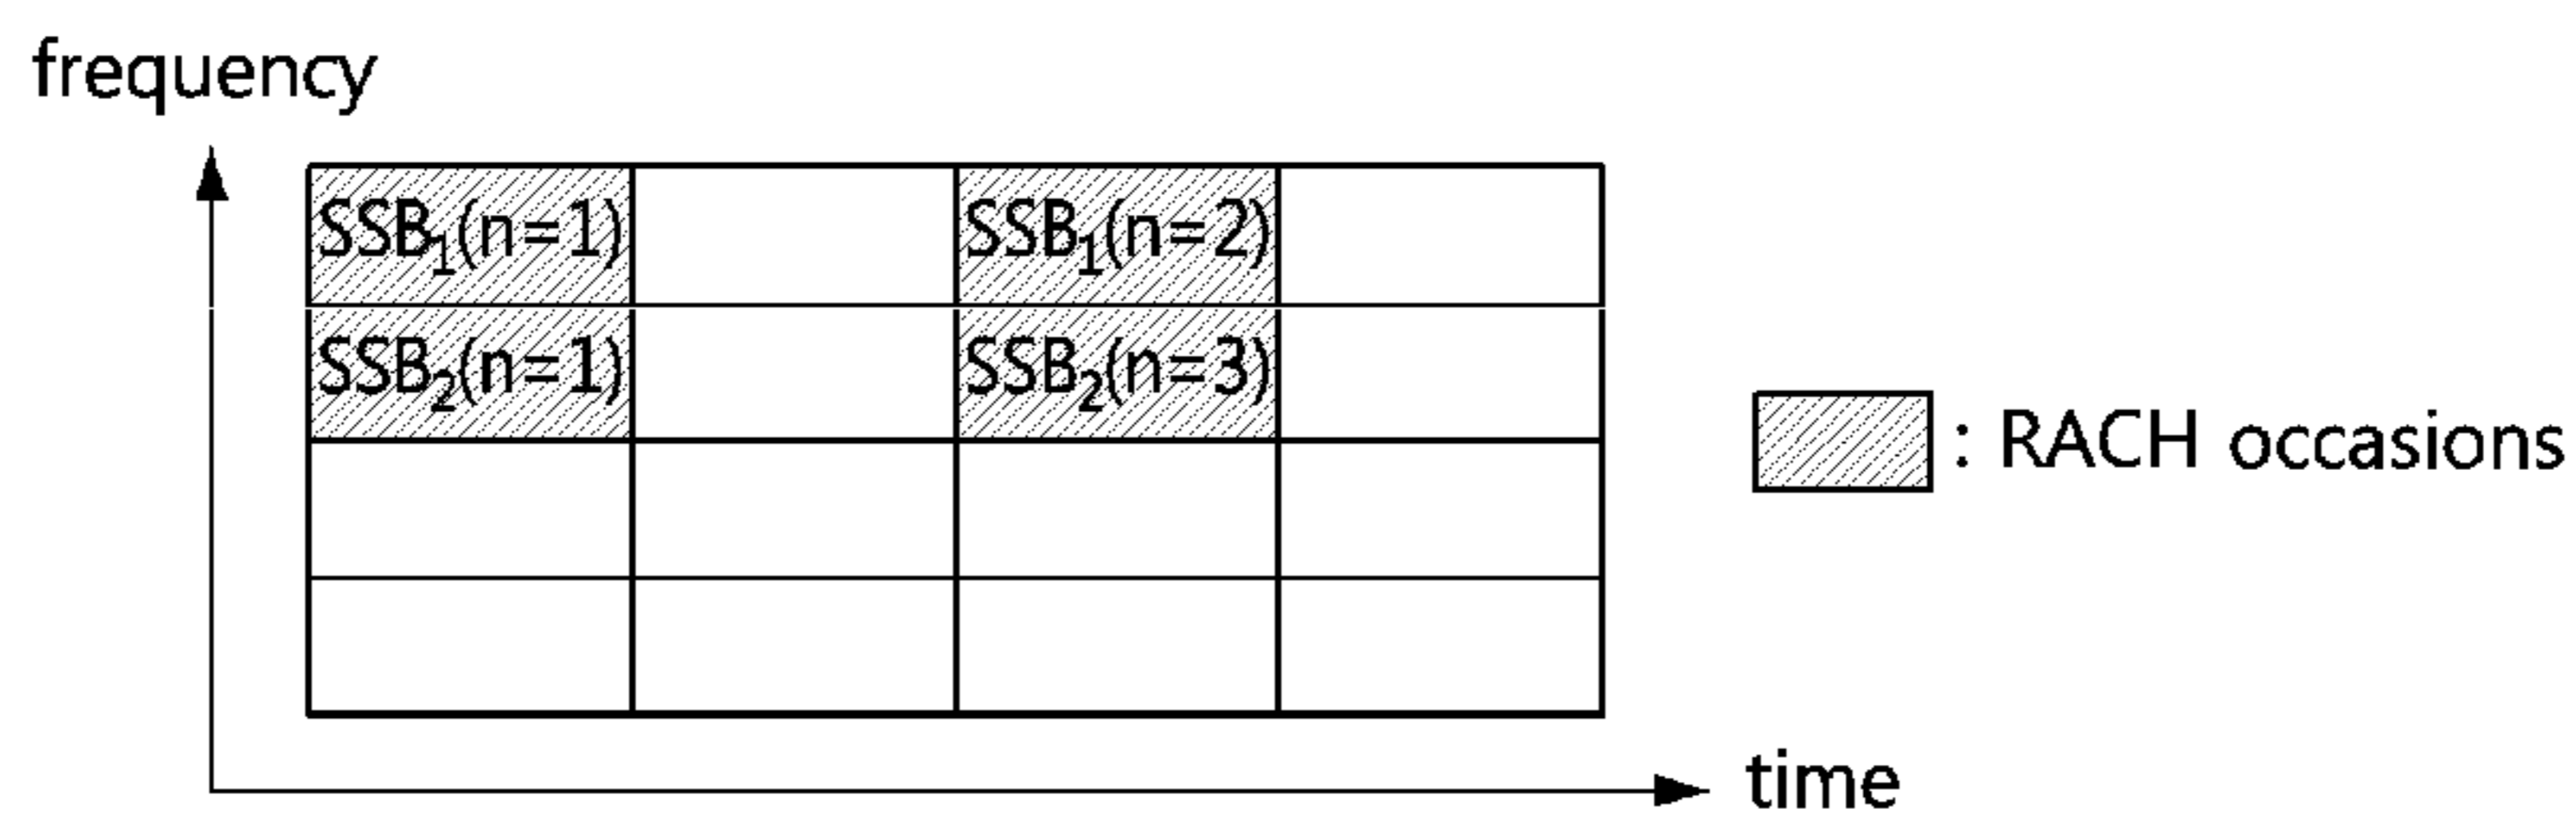 frequency
SSB₁(n=1) SSB₁(n=2)
SSB₂(n=1) SSB₂(n=3)
: RACH occasions
time